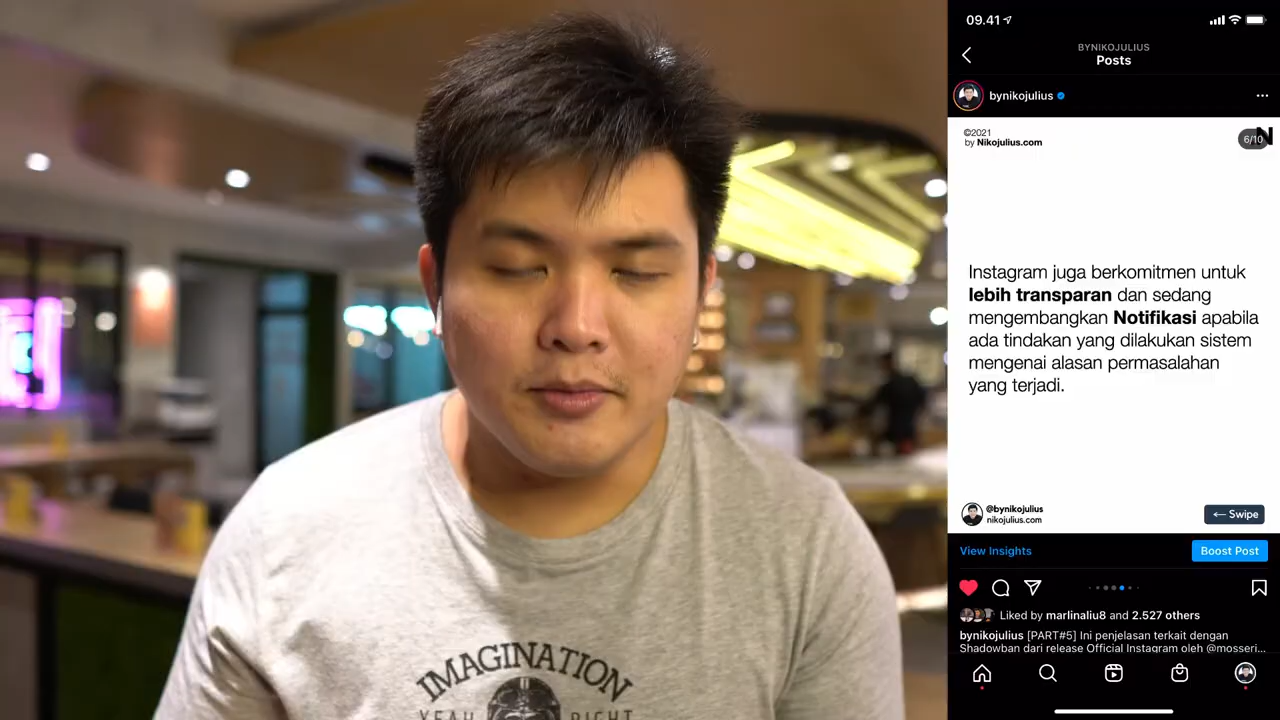 09.41
BYNIKOJULIUS
Posts
bynikojulius
©2021
by Nikojulius.com
6/10
N
Instagram juga berkomitmen untuk
lebih transparan dan sedang
mengembangkan Notifikasi apabila
ada tindakan yang dilakukan sistem
mengenai alasan permasalahan
yang terjadi.
@bynikojulius
nikojulius.com
← Swipe
View Insights
Boost Post
Liked by marlinaliu8 and 2.527 others
bynikojulius [PART#5] Ini penjelasan terkait dengan
Shadowban dari release Official Instagram oleh @mosseri...
IMAGINATION
YEAH RIGHT